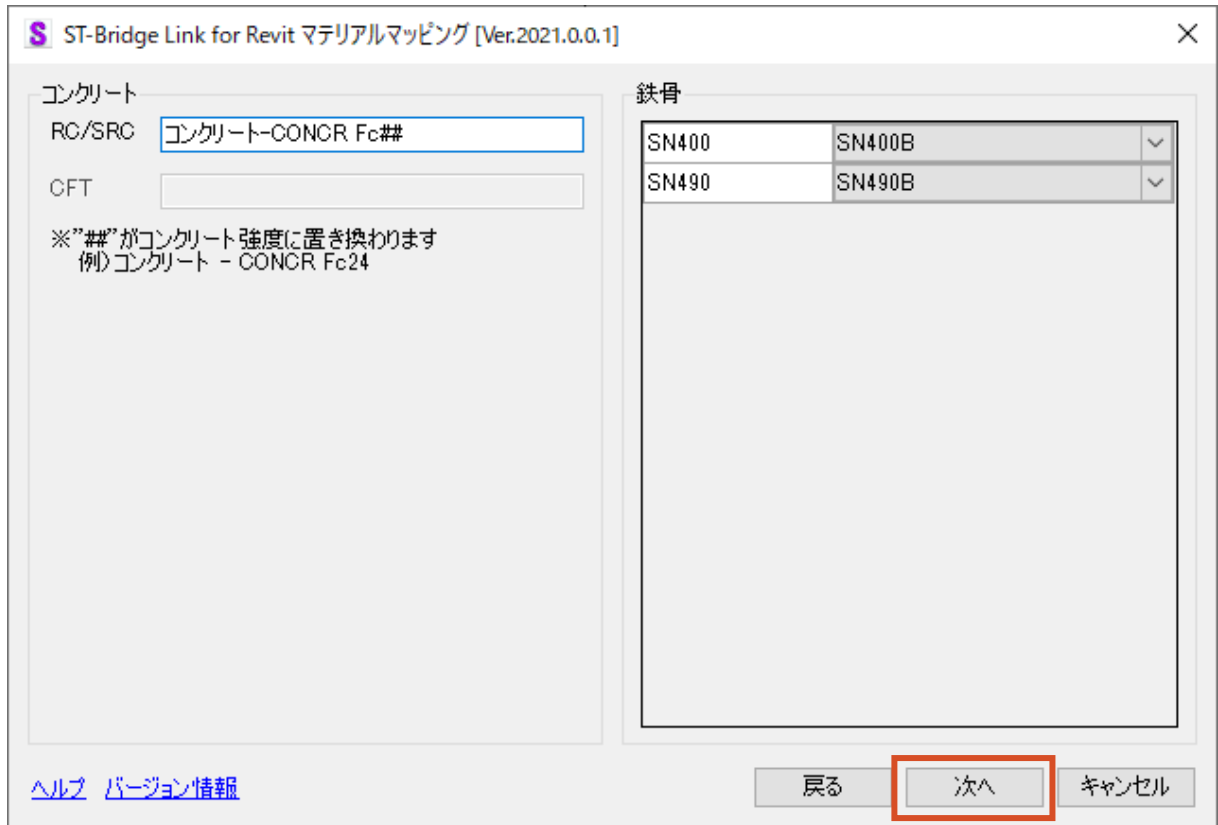 S ST-Bridge Link for Revit マテリアルマッピング [Ver.2021.0.0.1]
コンクリート
RC/SRC コンクリート-CONCR Fc##
CFT
※"##"がコンクリート強度に置き換わります
例)コンクリート - CONCR Fc24
鉄骨
SN400 SN400B
SN490 SN490B
ヘルプ バージョン情報
戻る 次へ キャンセル